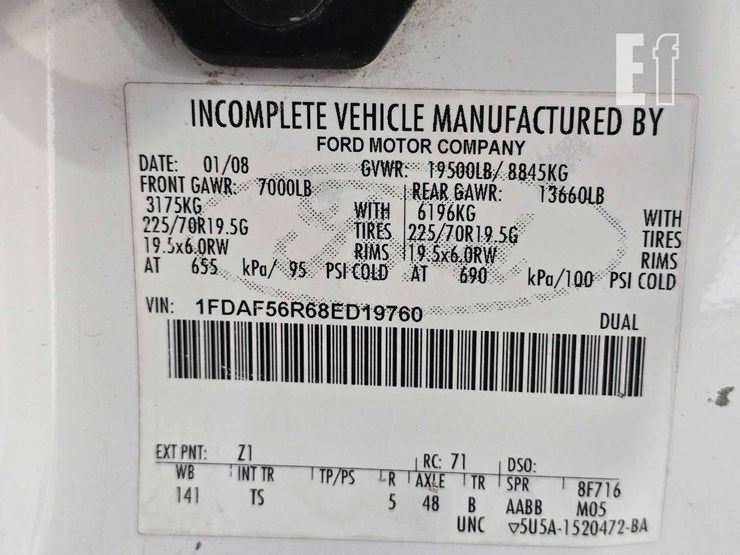 Ef
INCOMPLETE VEHICLE MANUFACTURED BY
FORD MOTOR COMPANY
DATE: 01/08 GVWR: 19500LB/ 8845KG
FRONT GAWR: 7000LB REAR GAWR: 13660LB
3175KG WITH 6196KG WITH
225/70R19.5G TIRES 225/70R19.5G TIRES
19.5x6.0RW RIMS 19.5x6.0RW RIMS
AT 655 kPa/ 95 PSI COLD AT 690 kPa/100 PSI COLD
VIN: 1FDAF56R68ED19760 DUAL
EXT PNT: Z1 RC: 71 DSO:
WB INT TR TP/PS R AXLE TR SPR 8F716
141 TS 5 48 B AABB M05
UNC ▽5U5A-1520472-BA